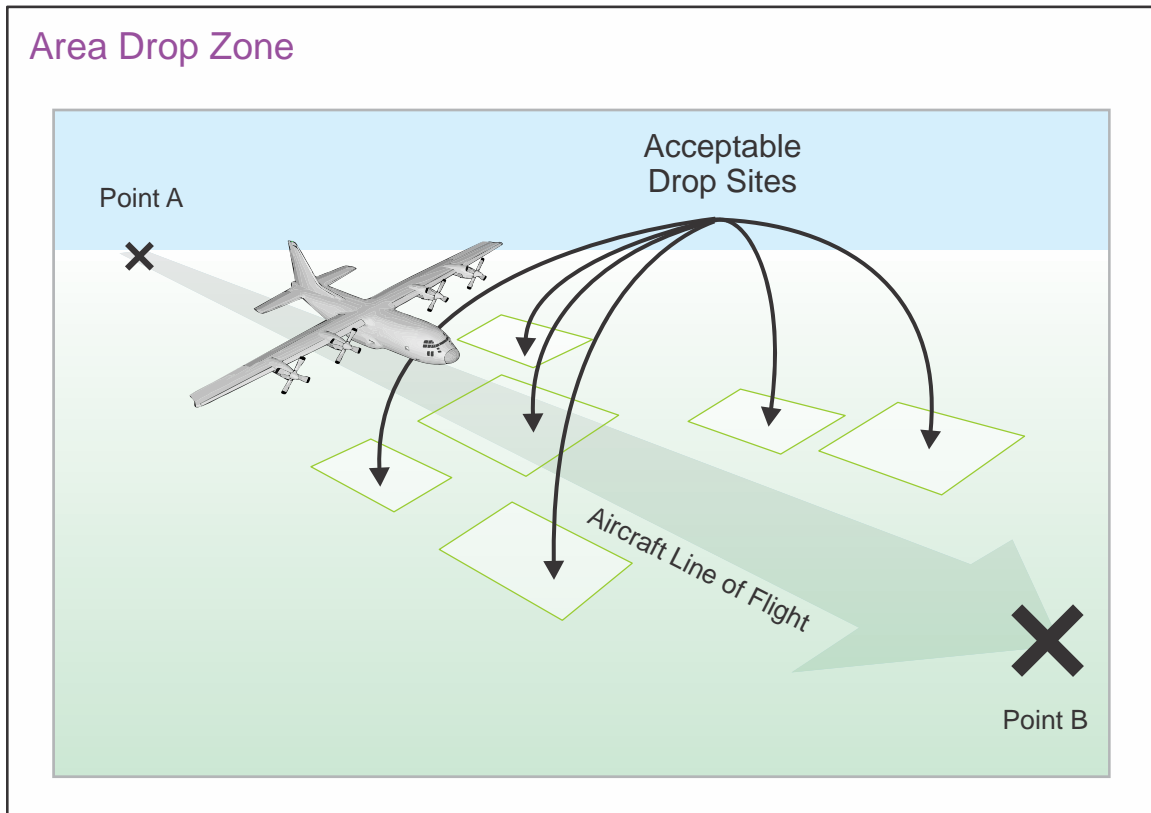 Area Drop Zone
Acceptable
Drop Sites
Point A
Aircraft Line of Flight
Point B